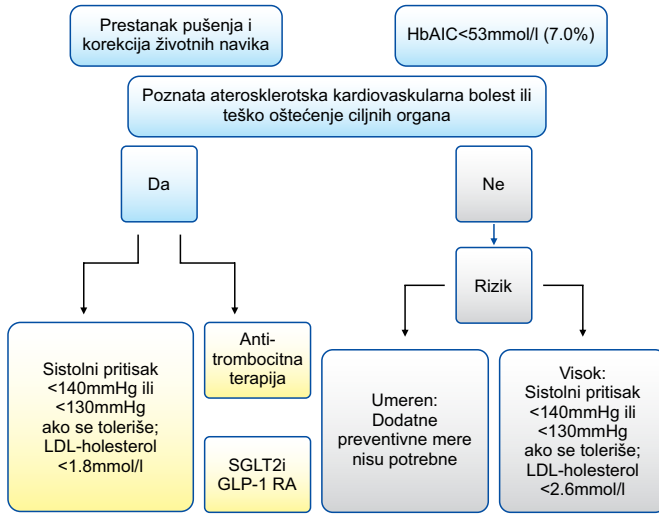 Prestanak pušenja i
korekcija životnih navika
HbAIC<53mmol/l (7.0%)
Poznata aterosklerotska kardiovaskularna bolest ili
teško oštećenje ciljnih organa
Da
Ne
Rizik
Sistolni pritisak
<140mmHg ili
<130mmHg
ako se toleriše;
LDL-holesterol
<1.8mmol/l
Anti-
trombocitna
terapija
SGLT2i
GLP-1 RA
Umeren:
Dodatne
preventivne mere
nisu potrebne
Visok:
Sistolni pritisak
<140mmHg ili
<130mmHg
ako se toleriše;
LDL-holesterol
<2.6mmol/l